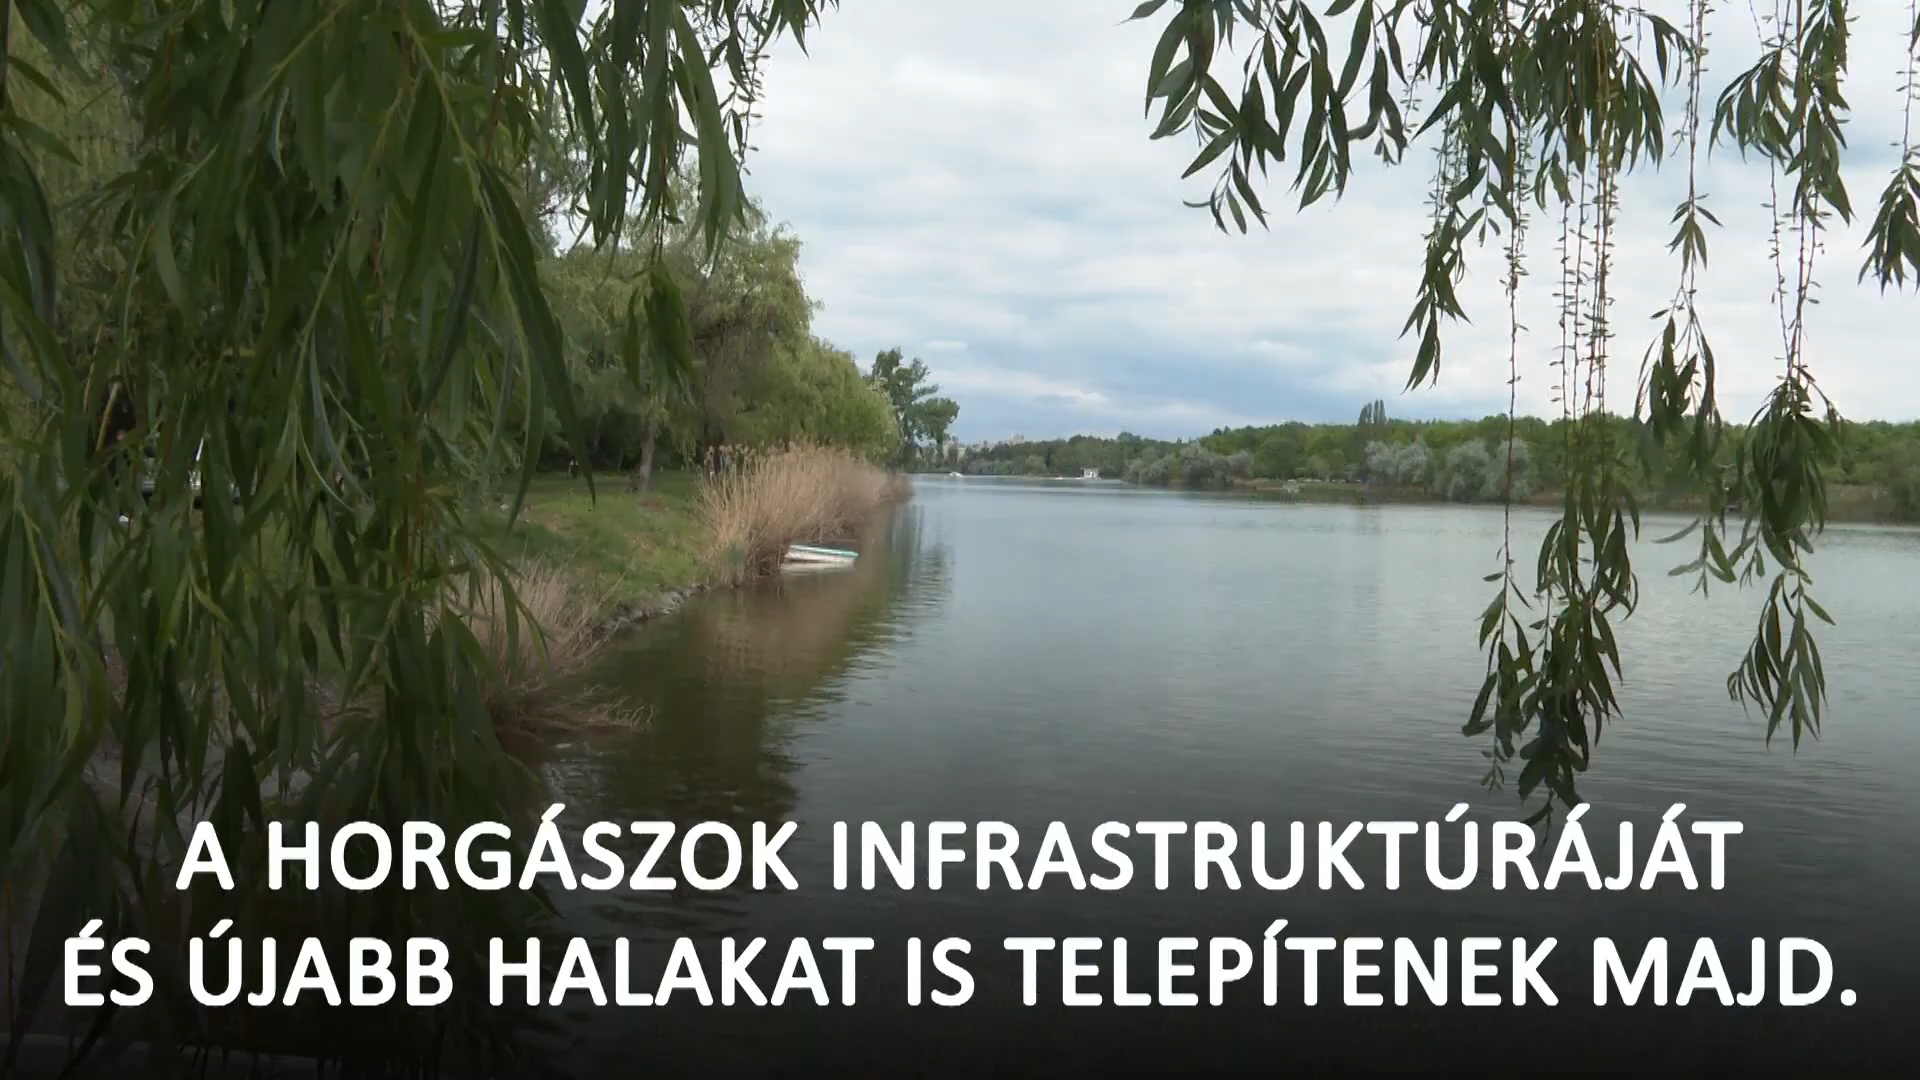 A HORGÁSZOK INFRASTRUKTÚRÁJÁT
ÉS ÚJABB HALAKAT IS TELEPÍTENEK MAJD.